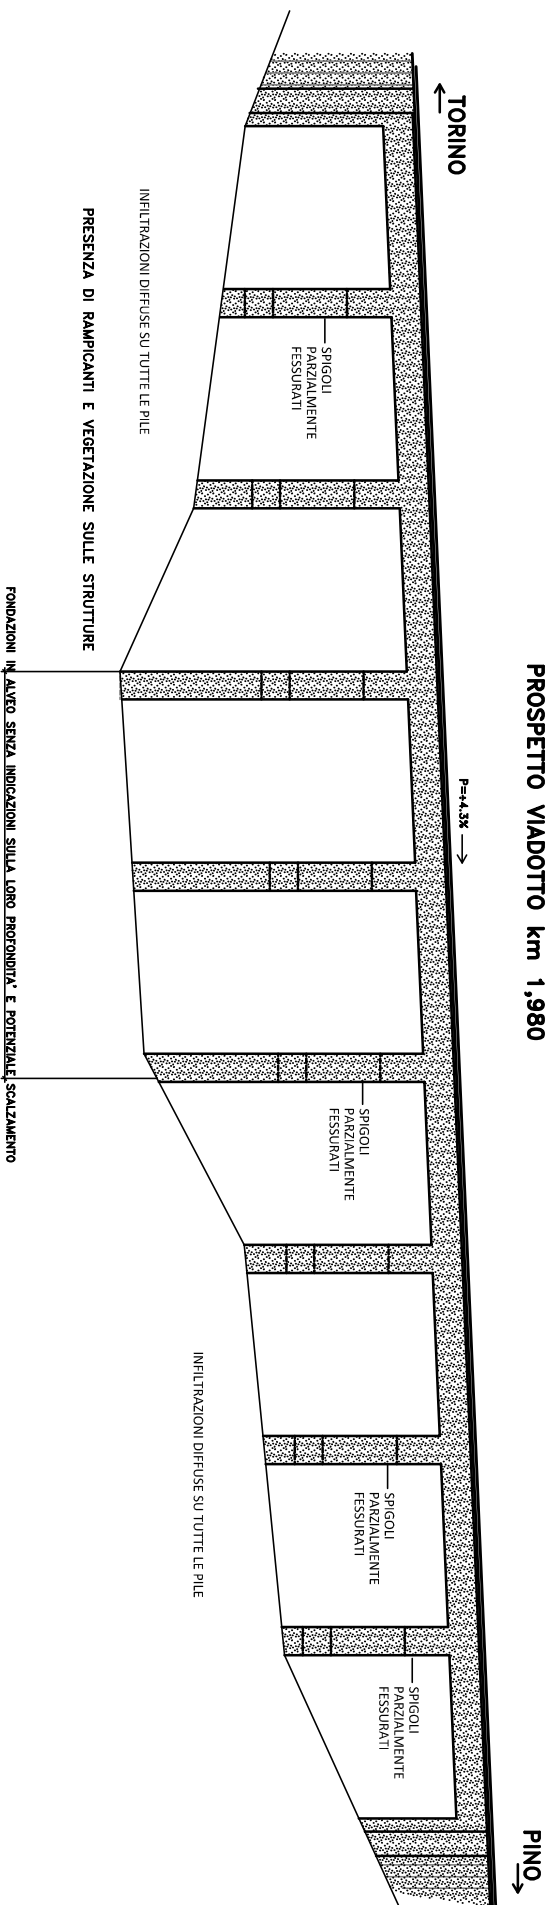 PROSPETTO VIADOTTO km 1,980
TORINO
PINO
P=+4.3%
SPIGOLI
PARZIALMENTE
FESSURATI
SPIGOLI
PARZIALMENTE
FESSURATI
SPIGOLI
PARZIALMENTE
FESSURATI
SPIGOLI
PARZIALMENTE
FESSURATI
INFILTRAZIONI DIFFUSE SU TUTTE LE PILE
INFILTRAZIONI DIFFUSE SU TUTTE LE PILE
PRESENZA DI RAMPICANTI E VEGETAZIONE SULLE STRUTTURE
FONDAZIONI IN ALVEO SENZA INDICAZIONI SULLA LORO PROFONDITA' E POTENZIALE SCALZAMENTO